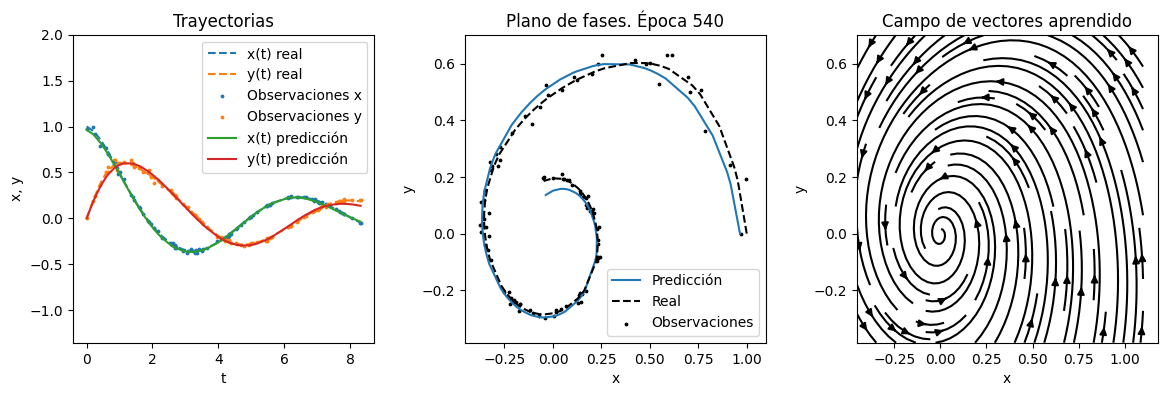 Trayectorias
2.0
1.5
1.0
0.5
0.0
−0.5
−1.0
x, y
0 2 4 6 8
t
x(t) real
y(t) real
Observaciones x
Observaciones y
x(t) predicción
y(t) predicción
Plano de fases. Época 540
0.6
0.4
0.2
0.0
−0.2
y
−0.25 0.00 0.25 0.50 0.75 1.00
x
Predicción
Real
Observaciones
Campo de vectores aprendido
0.6
0.4
0.2
0.0
−0.2
y
−0.25 0.00 0.25 0.50 0.75 1.00
x